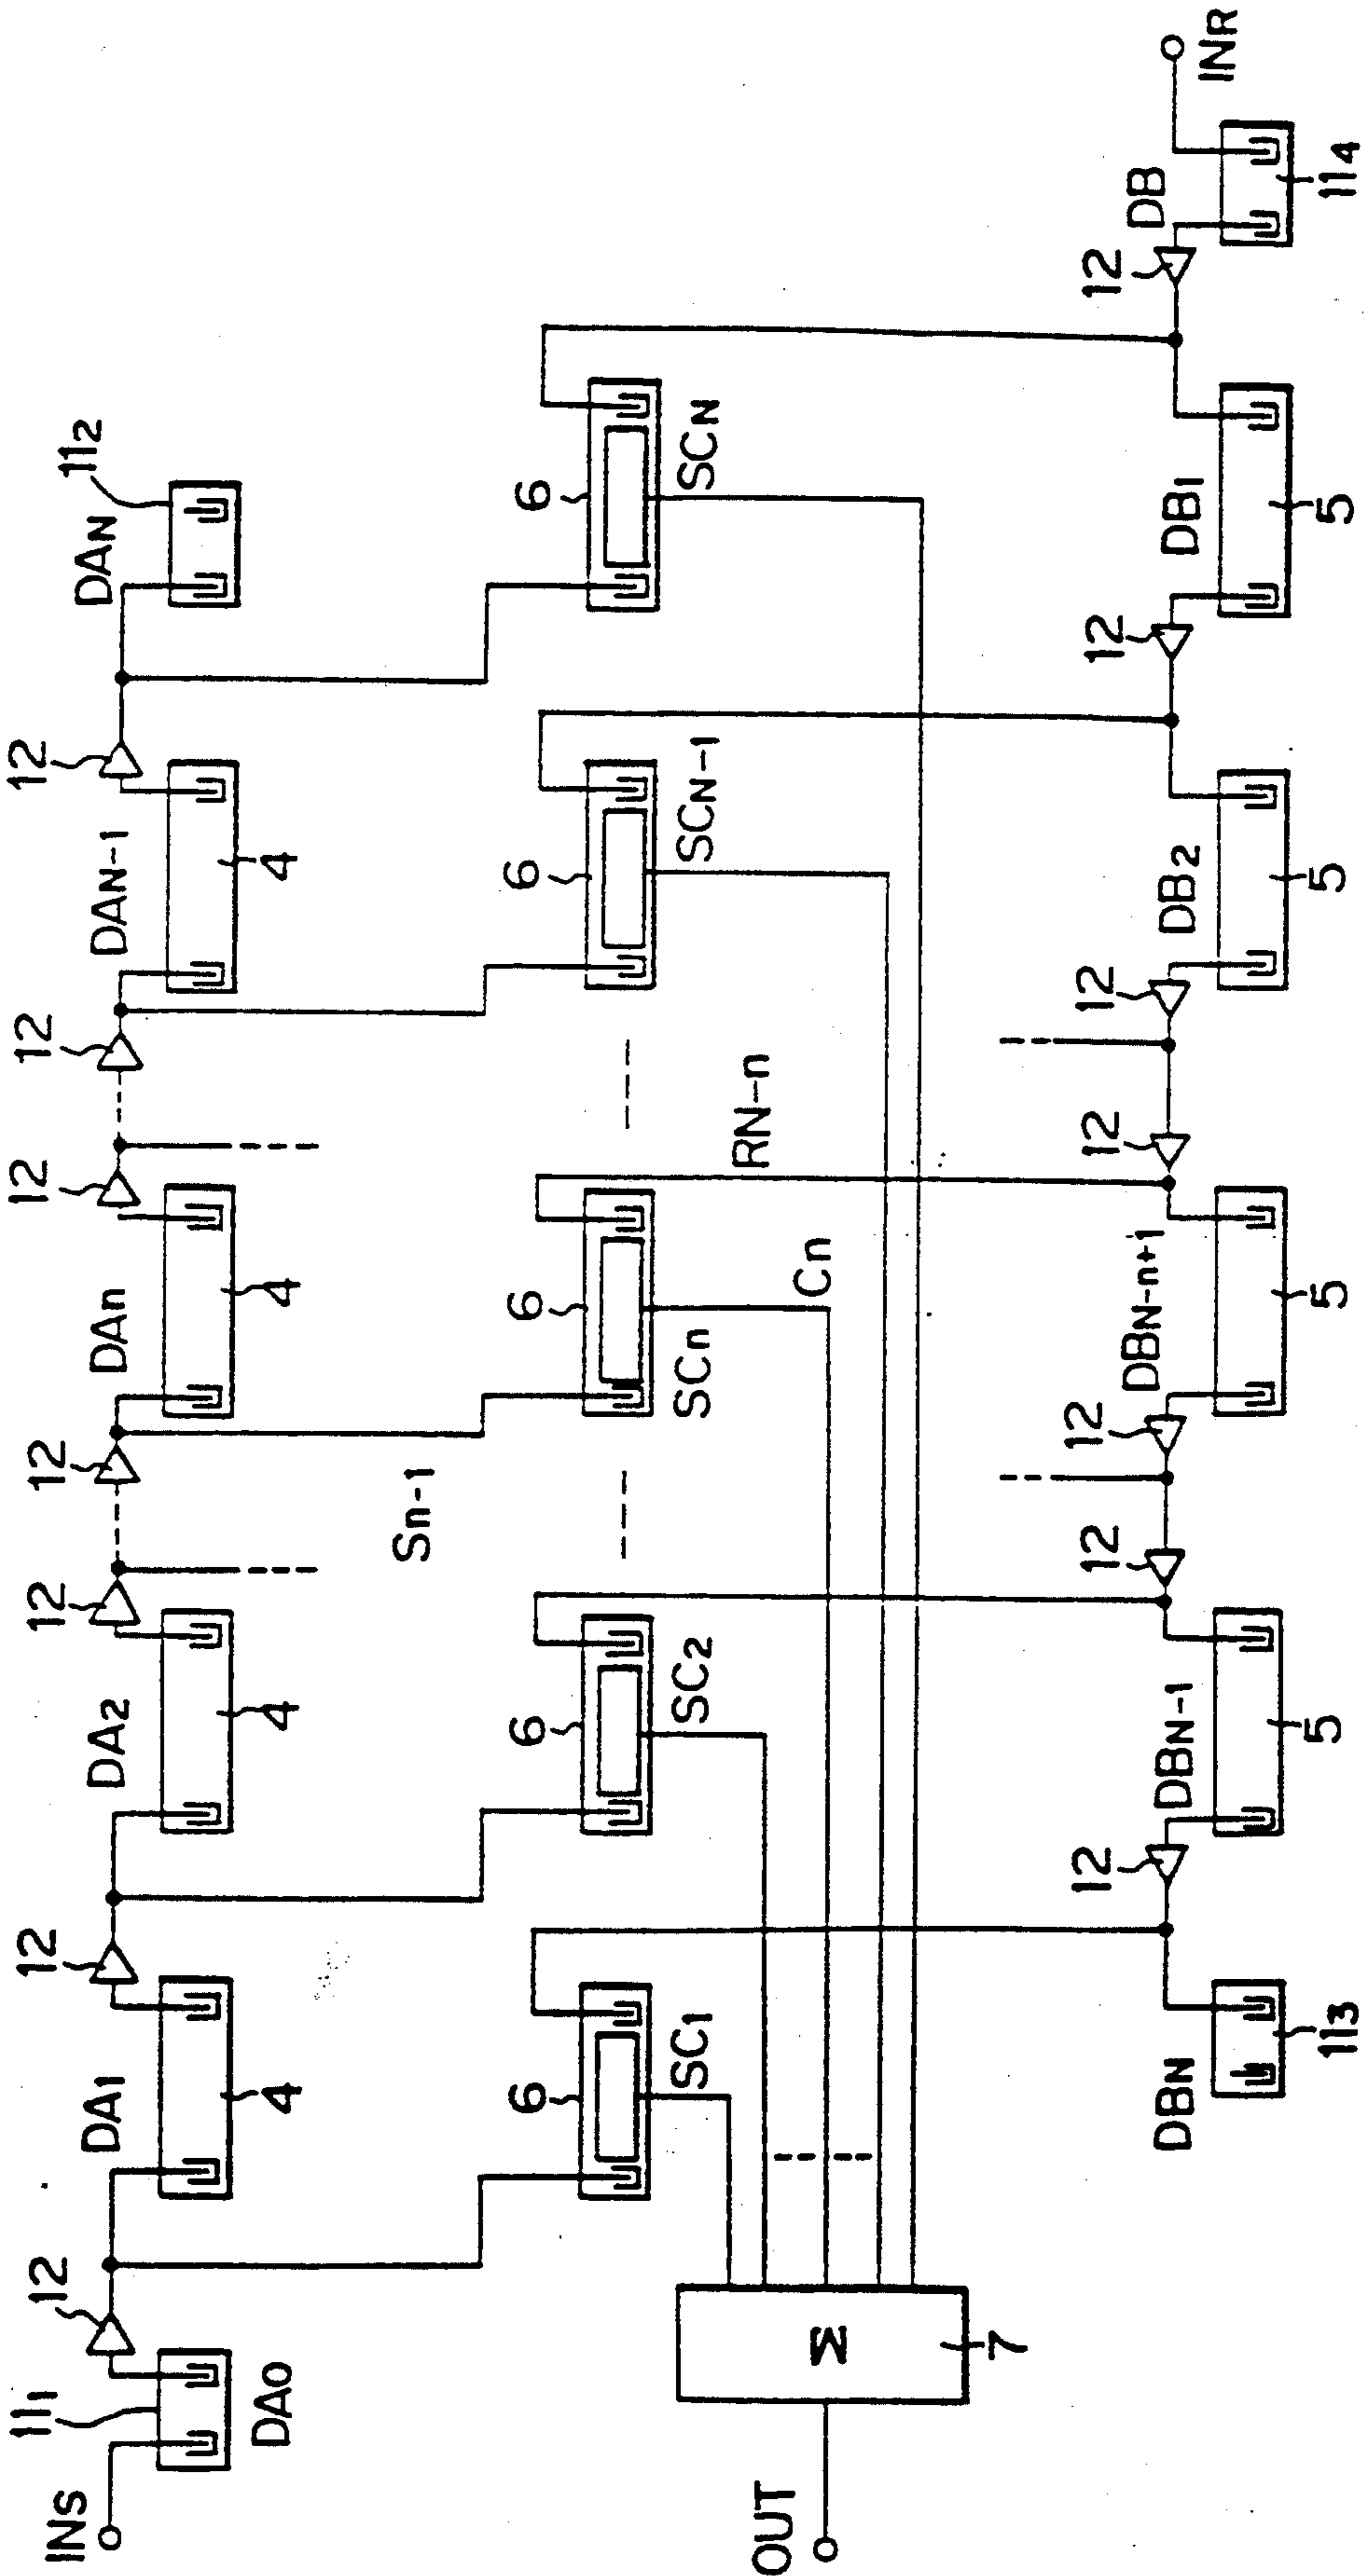 11₁ 12 12 12 12 12 12 12 11₂
INS DA₁ DA₂ DAn DAN-1 DAN
4 4 4 4
DA0
Sn-1
6 6 6 6 6
SC₁ SC₂ SCn SCN-1 SCN
RN-n
Cn
OUT Σ
7
12 12 12 12 12 12 12
DBN DBN-1 DBN-n+1 DB₂ DB₁ DB INR
11₃ 5 5 5 5 11₄